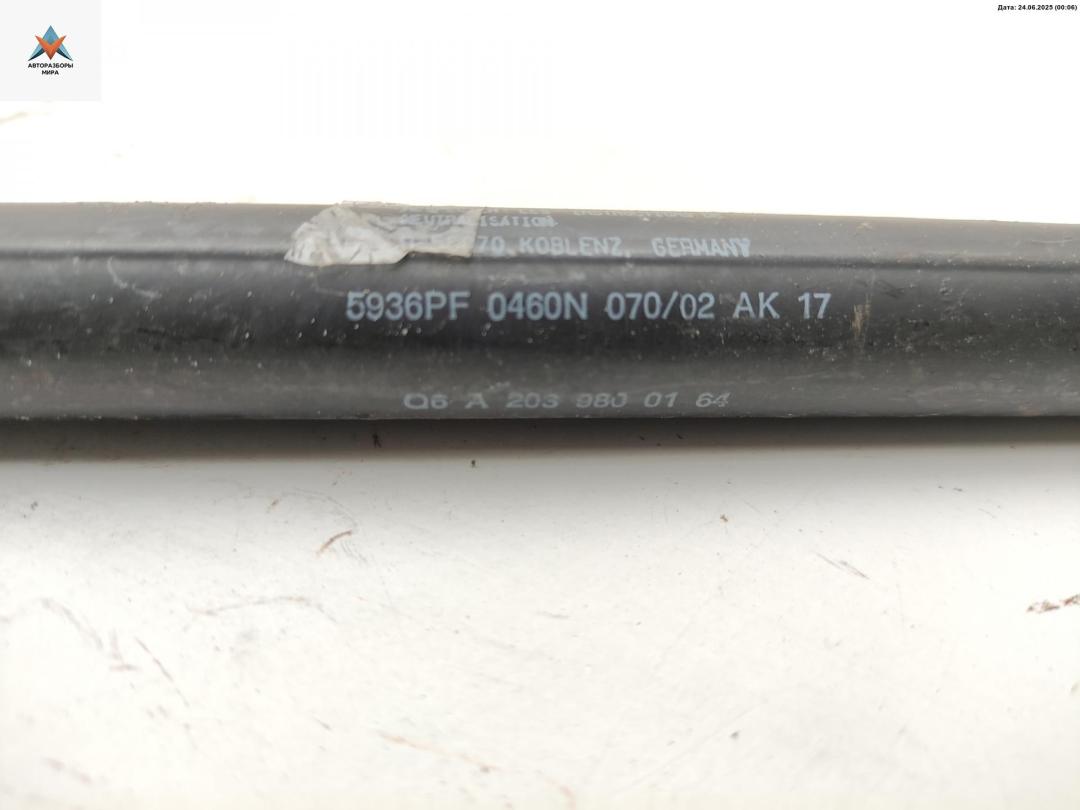 АВТОРАЗБОРЫ
МИРА
Дата: 24.06.2025 (00:06)
NEUTRALISATION
70 KOBLENZ, GERMANY
5936PF 0460N 070/02 AK 17
Q6 A 203 980 01 64